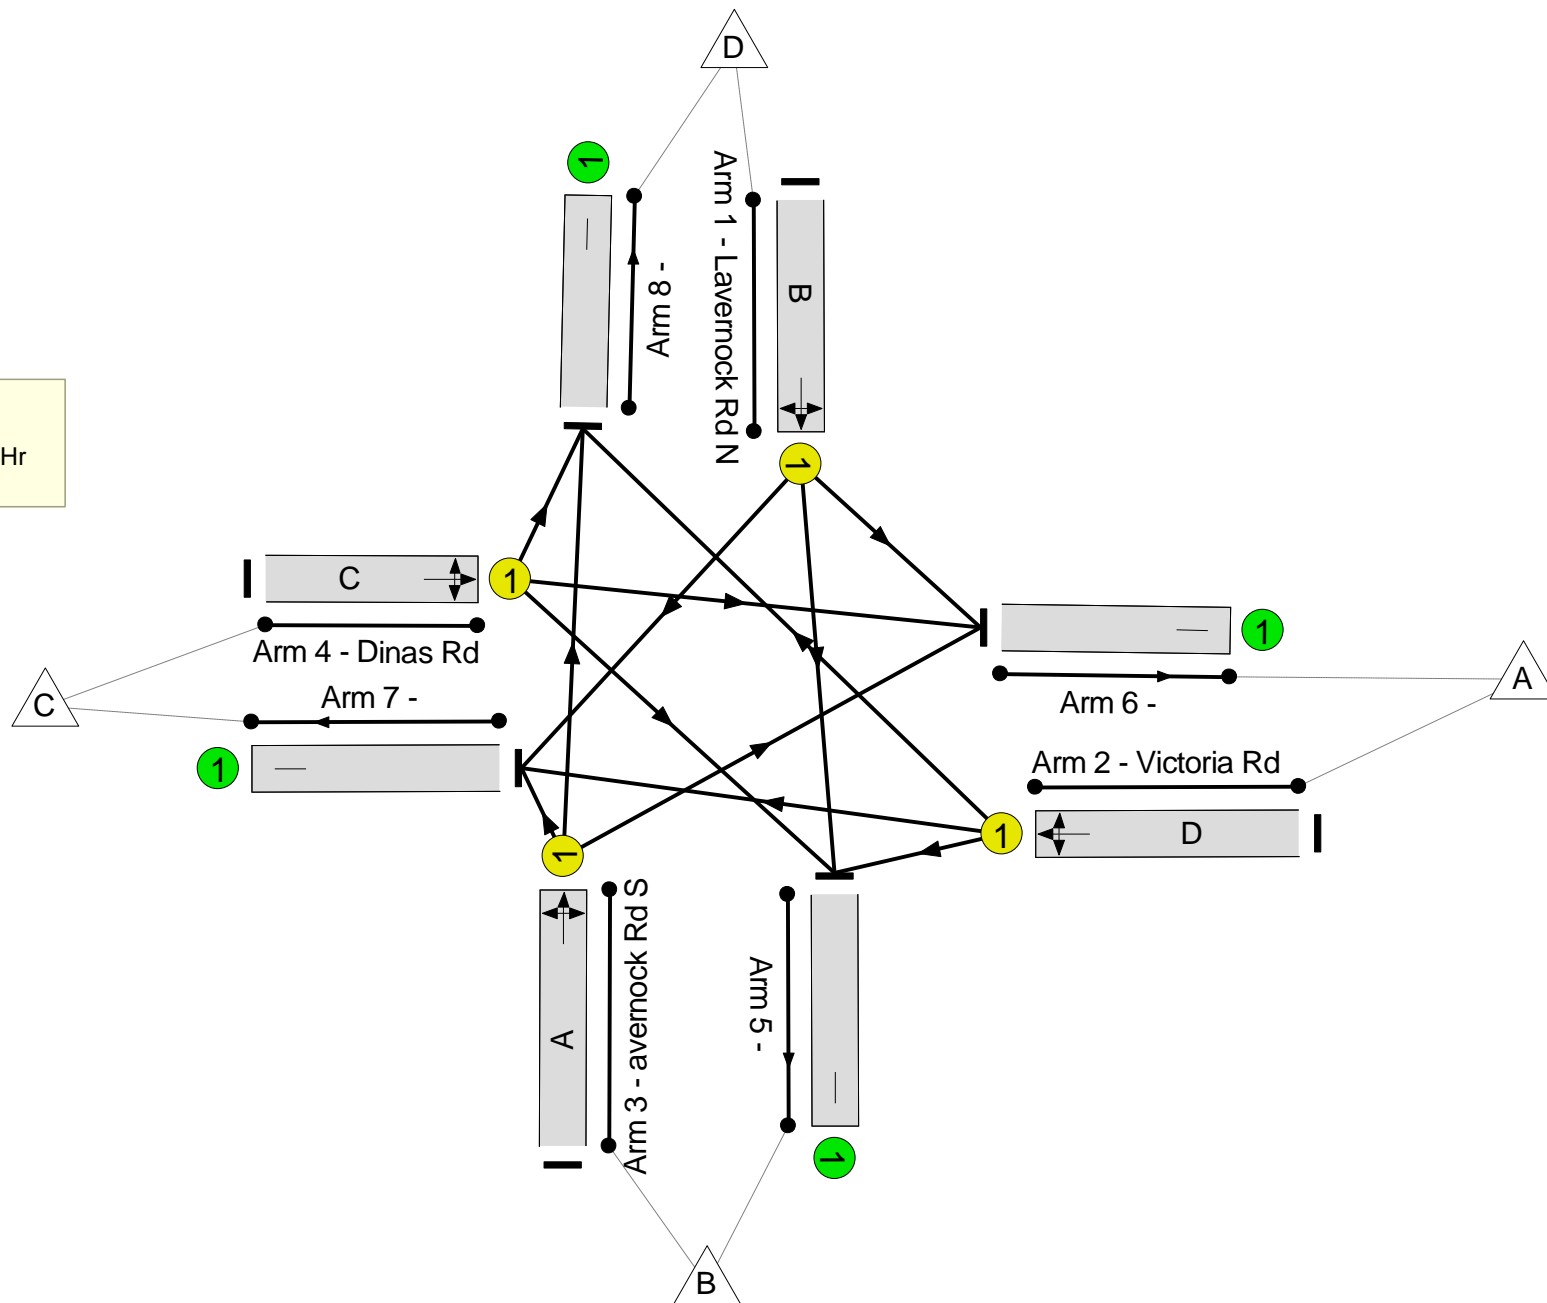 D
1
Arm 8 -
Arm 1 - Lavernock Rd N
B
1
Hr
C
1
Arm 4 - Dinas Rd
C
Arm 7 -
1
1
Arm 6 -
A
Arm 2 - Victoria Rd
1
D
1
A
Arm 3 - avernock Rd S
Arm 5 -
1
B